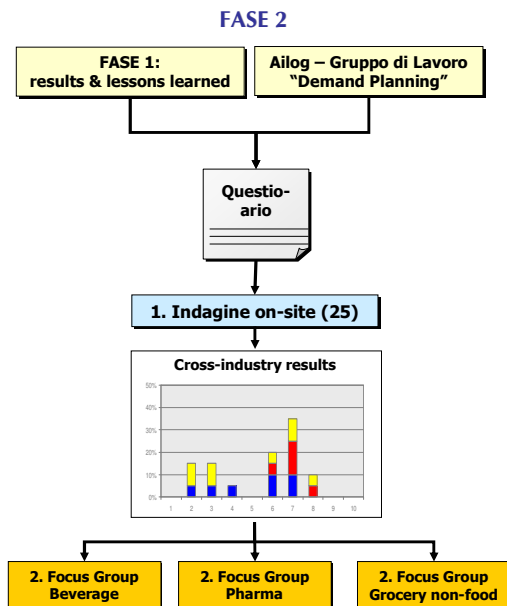 FASE 2
FASE 1:
results & lessons learned
Ailog – Gruppo di Lavoro
“Demand Planning”
Questio-
ario
1. Indagine on-site (25)
Cross-industry results
50%
40%
30%
20%
10%
0%
1 2 3 4 5 6 7 8 9 10
2. Focus Group
Beverage
2. Focus Group
Pharma
2. Focus Group
Grocery non-food